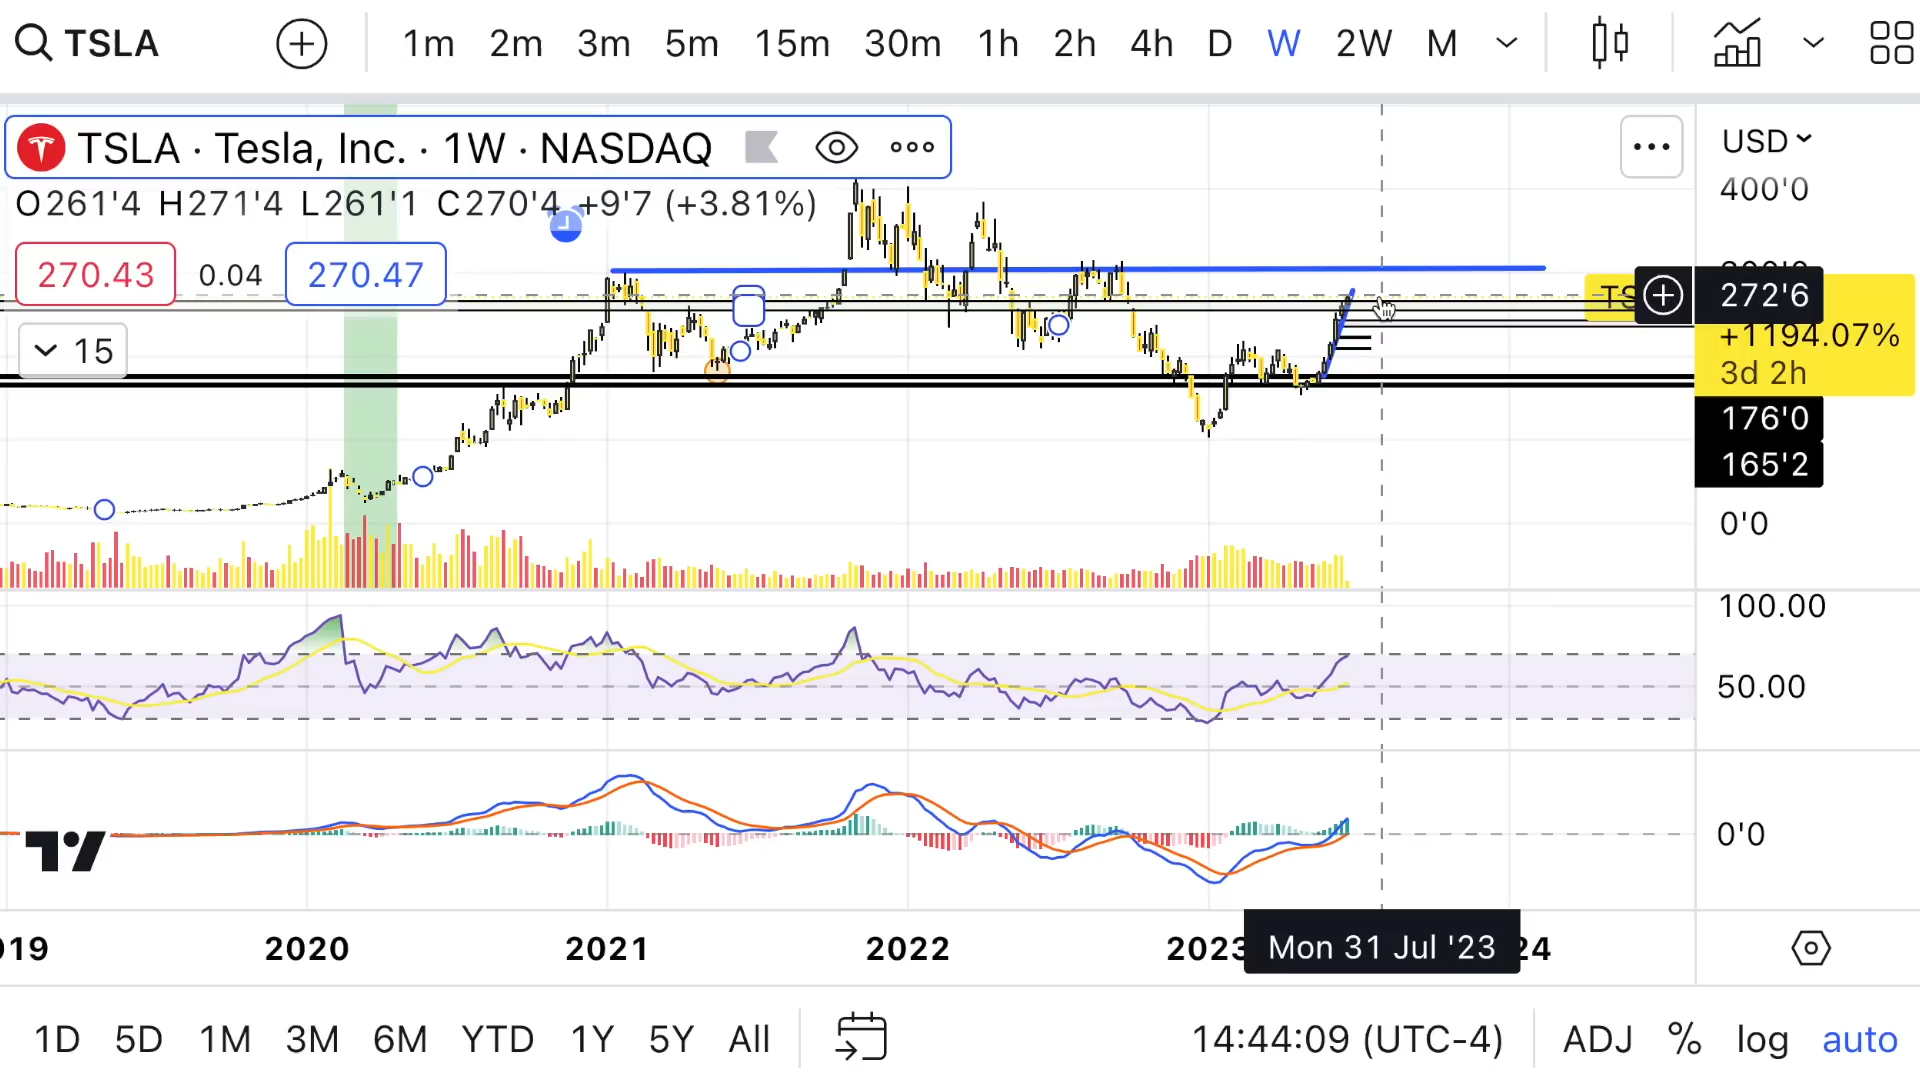 TSLA 1m 2m 3m 5m 15m 30m 1h 2h 4h D W 2W M
TSLA · Tesla, Inc. · 1W · NASDAQ
USD
O261'4 H271'4 L261'1 C270'4 +9'7 (+3.81%)
400'0
270.43 0.04 270.47
TS
272'6
15
+1194.07%
3d 2h
176'0
165'2
0'0
100.00
50.00
0'0
019 2020 2021 2022 2023 Mon 31 Jul '23 24
1D 5D 1M 3M 6M YTD 1Y 5Y All 14:44:09 (UTC-4) ADJ % log auto